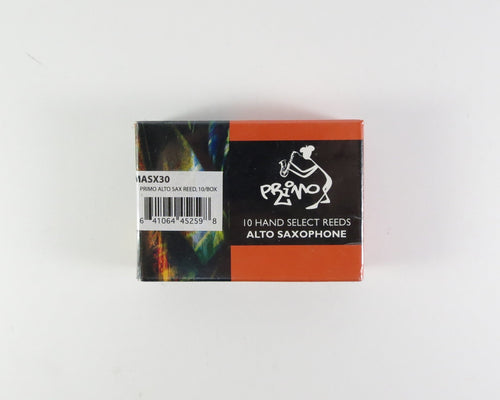 MASX30
PRIMO ALTO SAX REED, 10/BOX
6 41064 45259 8
PRIMO
10 HAND SELECT REEDS
ALTO SAXOPHONE